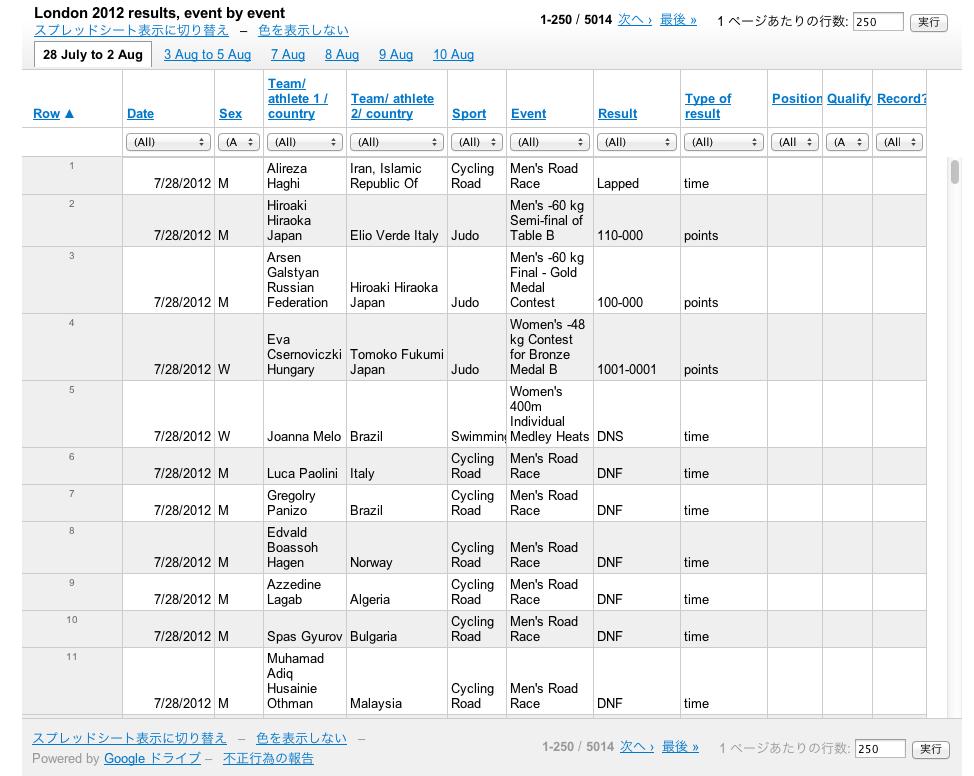 London 2012 results, event by event
スプレッドシート表示に切り替え – 色を表示しない
1-250 / 5014 次へ › 最後 » 1 ページあたりの行数: 250 実行
28 July to 2 Aug 3 Aug to 5 Aug 7 Aug 8 Aug 9 Aug 10 Aug
Row ▲ Date Sex Team/ athlete 1 / country Team/ athlete 2/ country Sport Event Result Type of result Position Qualify Record?
(All) (A (All) (All) (All) (All) (All) (All) (All (A (All
1 7/28/2012 M Alireza Haghi Iran, Islamic Republic Of Cycling Road Men's Road Race Lapped time
2 7/28/2012 M Hiroaki Hiraoka Japan Elio Verde Italy Judo Men's -60 kg Semi-final of Table B 110-000 points
3 7/28/2012 M Arsen Galstyan Russian Federation Hiroaki Hiraoka Japan Judo Men's -60 kg Final - Gold Medal Contest 100-000 points
4 7/28/2012 W Eva Csernoviczki Hungary Tomoko Fukumi Japan Judo Women's -48 kg Contest for Bronze Medal B 1001-0001 points
5 7/28/2012 W Joanna Melo Brazil Swimming Women's 400m Individual Medley Heats DNS time
6 7/28/2012 M Luca Paolini Italy Cycling Road Men's Road Race DNF time
7 7/28/2012 M Gregolry Panizo Brazil Cycling Road Men's Road Race DNF time
8 7/28/2012 M Edvald Boassoh Hagen Norway Cycling Road Men's Road Race DNF time
9 7/28/2012 M Azzedine Lagab Algeria Cycling Road Men's Road Race DNF time
10 7/28/2012 M Spas Gyurov Bulgaria Cycling Road Men's Road Race DNF time
11 7/28/2012 M Muhamad Adiq Husainie Othman Malaysia Cycling Road Men's Road Race DNF time
スプレッドシート表示に切り替え – 色を表示しない –
Powered by Google ドライブ – 不正行為の報告
1-250 / 5014 次へ › 最後 » 1 ページあたりの行数: 250 実行